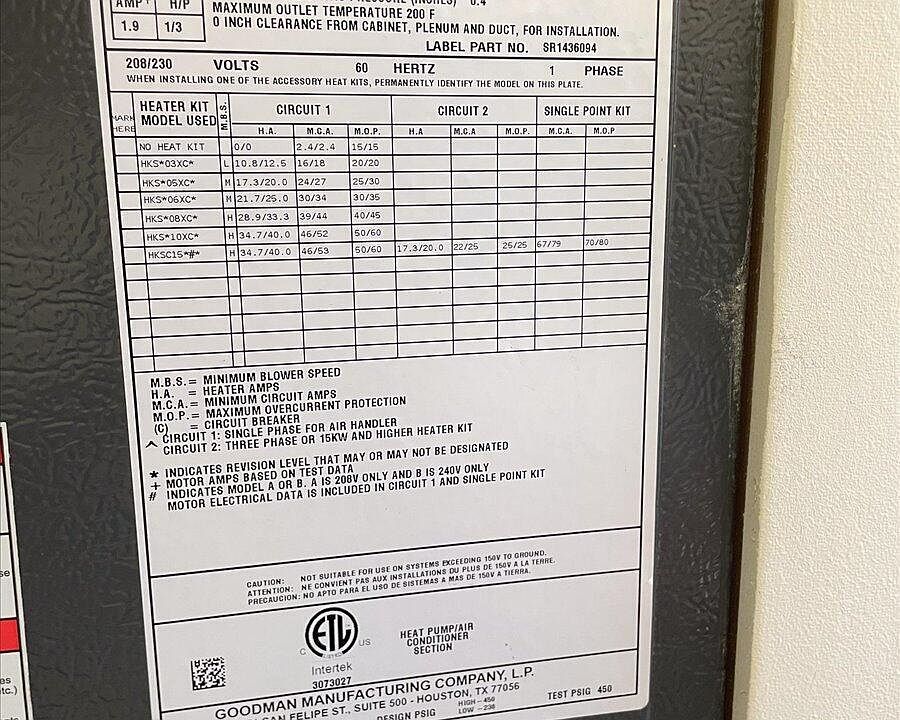 AMP+ H/P
1.9 1/3
MAXIMUM OUTLET TEMPERATURE 200 F
0 INCH CLEARANCE FROM CABINET, PLENUM AND DUCT, FOR INSTALLATION.
LABEL PART NO. SR1436094
208/230 VOLTS 60 HERTZ 1 PHASE
WHEN INSTALLING ONE OF THE ACCESSORY HEAT KITS, PERMANENTLY IDENTIFY THE MODEL ON THIS PLATE.
MARK HERE HEATER KIT MODEL USED M.B.S. CIRCUIT 1 CIRCUIT 2 SINGLE POINT KIT
H.A. M.C.A. M.O.P. H.A M.C.A M.O.P. M.C.A. M.O.P
NO HEAT KIT 0/0 2.4/2.4 15/15
HKS*03XC* L 10.8/12.5 16/18 20/20
HKS*05XC* M 17.3/20.0 24/27 25/30
HKS*06XC* M 21.7/25.0 30/34 30/35
HKS*08XC* H 28.9/33.3 39/44 40/45
HKS*10XC* H 34.7/40.0 46/52 50/60
HKSC15*#* H 34.7/40.0 46/53 50/60 17.3/20.0 22/25 25/25 67/79 70/80
M.B.S. = MINIMUM BLOWER SPEED
H.A. = HEATER AMPS
M.C.A. = MINIMUM CIRCUIT AMPS
M.O.P. = MAXIMUM OVERCURRENT PROTECTION
(C) = CIRCUIT BREAKER
^ CIRCUIT 1: SINGLE PHASE FOR AIR HANDLER
CIRCUIT 2: THREE PHASE OR 15KW AND HIGHER HEATER KIT
* INDICATES REVISION LEVEL THAT MAY OR MAY NOT BE DESIGNATED
+ MOTOR AMPS BASED ON TEST DATA
# INDICATES MODEL A OR B. A IS 208V ONLY AND B IS 240V ONLY
MOTOR ELECTRICAL DATA IS INCLUDED IN CIRCUIT 1 AND SINGLE POINT KIT
CAUTION: NOT SUITABLE FOR USE ON SYSTEMS EXCEEDING 150V TO GROUND.
ATTENTION: NE CONVIENT PAS AUX INSTALLATIONS DU PLUS DE 150V A LA TERRE.
PRECAUCION: NO APTO PARA EL USO DE SISTEMAS A MAS DE 150V A TIERRA.
C ETL US
LISTED
Intertek
3073027
HEAT PUMP/AIR
CONDITIONER
SECTION
GOODMAN MANUFACTURING COMPANY, L.P.
SAN FELIPE ST., SUITE 500 - HOUSTON, TX 77056
DESIGN PSIG HIGH-450 LOW-236 TEST PSIG 450